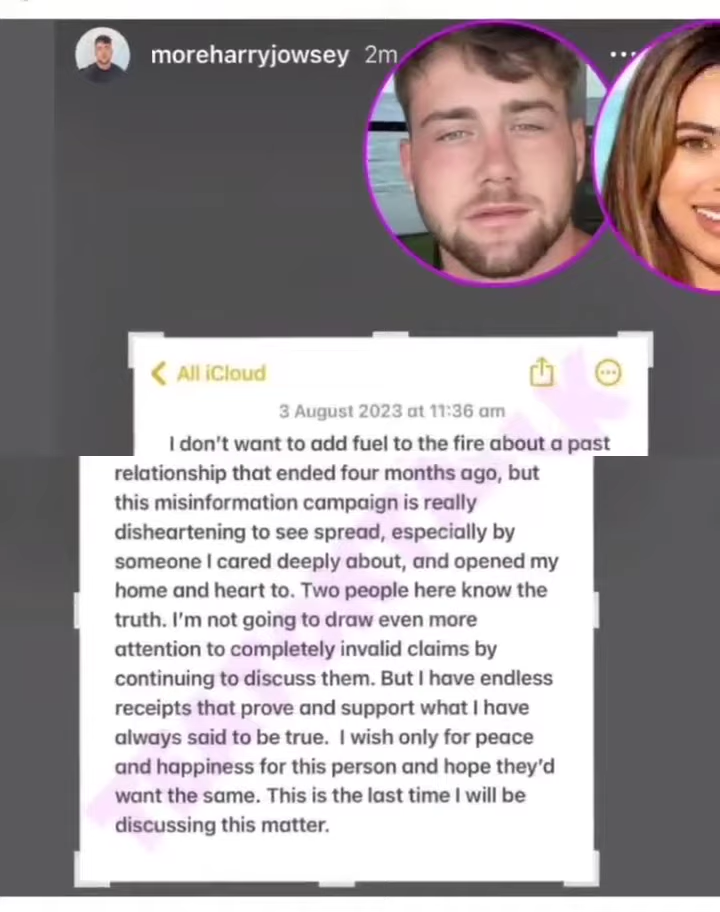 moreharryjowsey 2m
All iCloud
3 August 2023 at 11:36 am
I don't want to add fuel to the fire about a past
relationship that ended four months ago, but
this misinformation campaign is really
disheartening to see spread, especially by
someone I cared deeply about, and opened my
home and heart to. Two people here know the
truth. I'm not going to draw even more
attention to completely invalid claims by
continuing to discuss them. But I have endless
receipts that prove and support what I have
always said to be true. I wish only for peace
and happiness for this person and hope they'd
want the same. This is the last time I will be
discussing this matter.